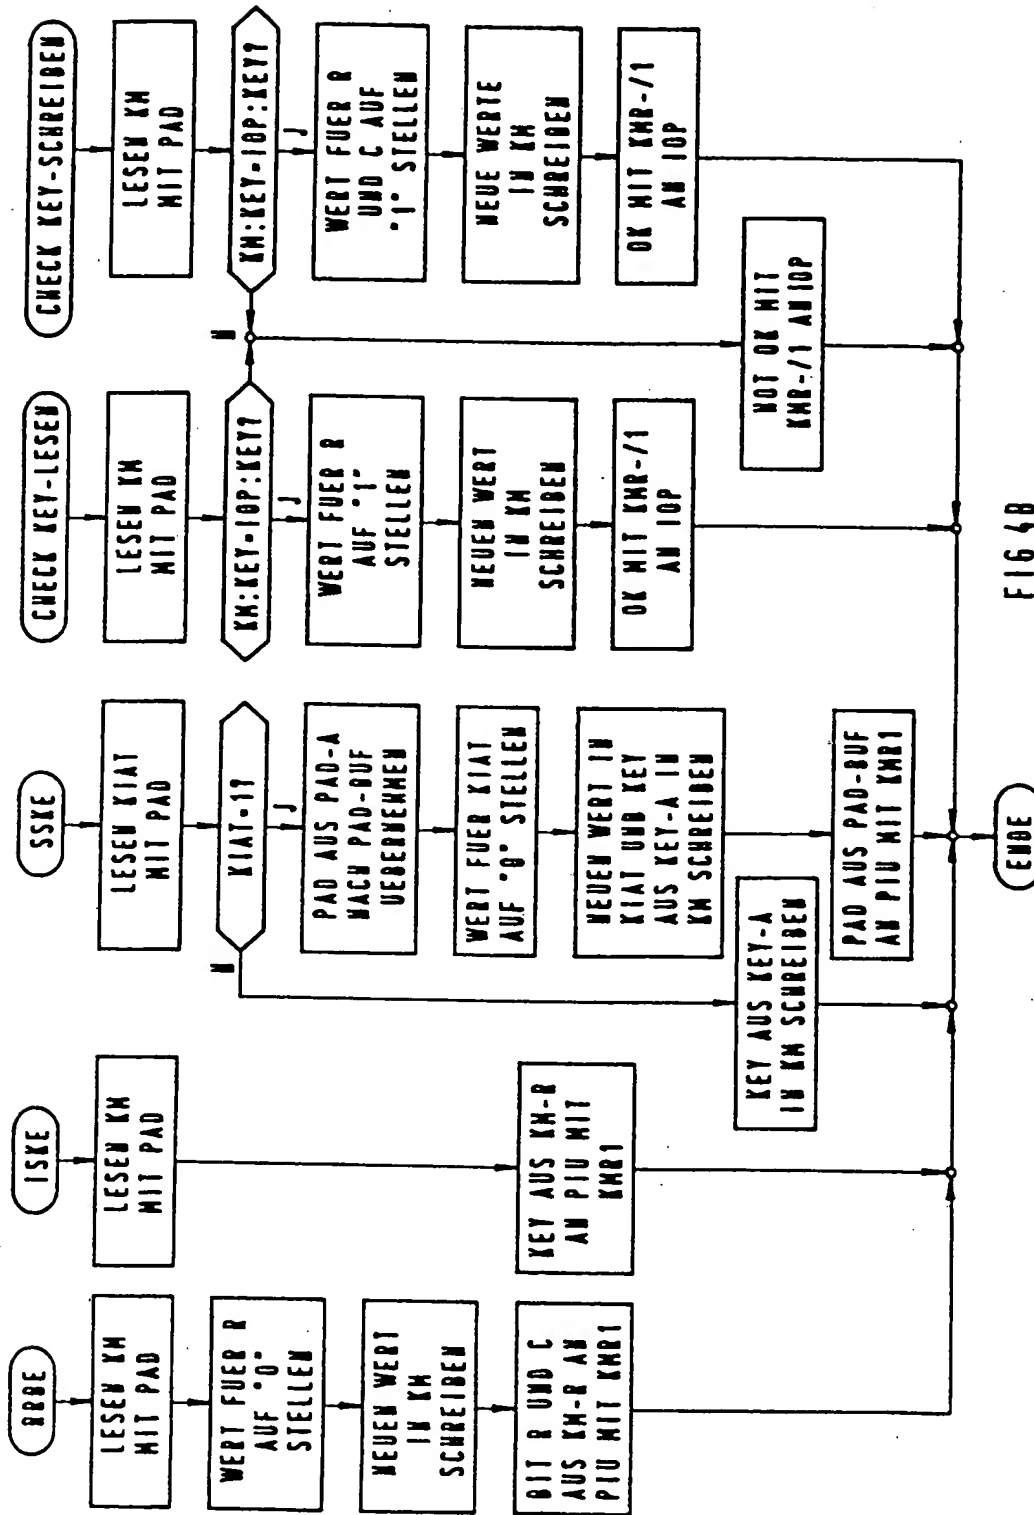 RRBE
LESEN KM
MIT PAD
WERT FUER R
AUF "0"
STELLEN
NEUEN WERT
IN KM
SCHREIBEN
BIT R UND C
AUS KM-R AN
PIU MIT KMR1
ISKE
LESEN KM
MIT PAD
KEY AUS KM-R
AN PIU MIT
KMR1
SSKE
LESEN KIAT
MIT PAD
KIAT=1?
N
J
PAD AUS PAD-A
NACH PAD-BUF
UEBERNEHMEN
WERT FUER KIAT
AUF "0" STELLEN
NEUEN WERT IN
KIAT UND KEY
AUS KEY-A IN
KM SCHREIBEN
KEY AUS KEY-A
IN KM SCHREIBEN
PAD AUS PAD-BUF
AN PIU MIT KMR1
CHECK KEY-LESEN
LESEN KM
MIT PAD
KM:KEY=IOP:KEY?
J
WERT FUER R
AUF "1"
STELLEN
NEUEN WERT
IN KM
SCHREIBEN
OK MIT KMR-/1
AN IOP
N
NOT OK MIT
KMR-/1 AN IOP
CHECK KEY-SCHREIBEN
LESEN KM
MIT PAD
KM:KEY=IOP:KEY?
J
WERT FUER R
UND C AUF
"1" STELLEN
NEUE WERTE
IN KM
SCHREIBEN
OK MIT KMR-/1
AN IOP
ENDE
FIG 4B